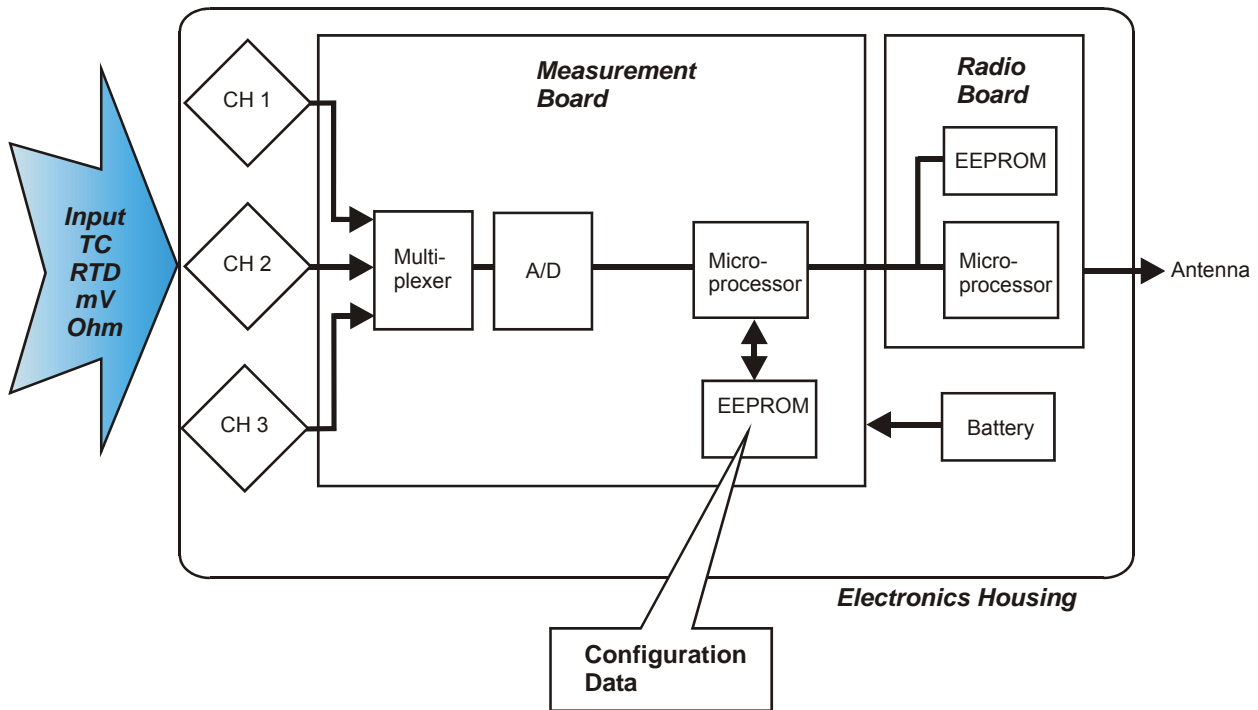 Input
TC
RTD
mV
Ohm
CH 1
CH 2
CH 3
Measurement
Board
Multi-
plexer
A/D
Micro-
processor
EEPROM
Radio
Board
EEPROM
Micro-
processor
Antenna
Battery
Electronics Housing
Configuration
Data